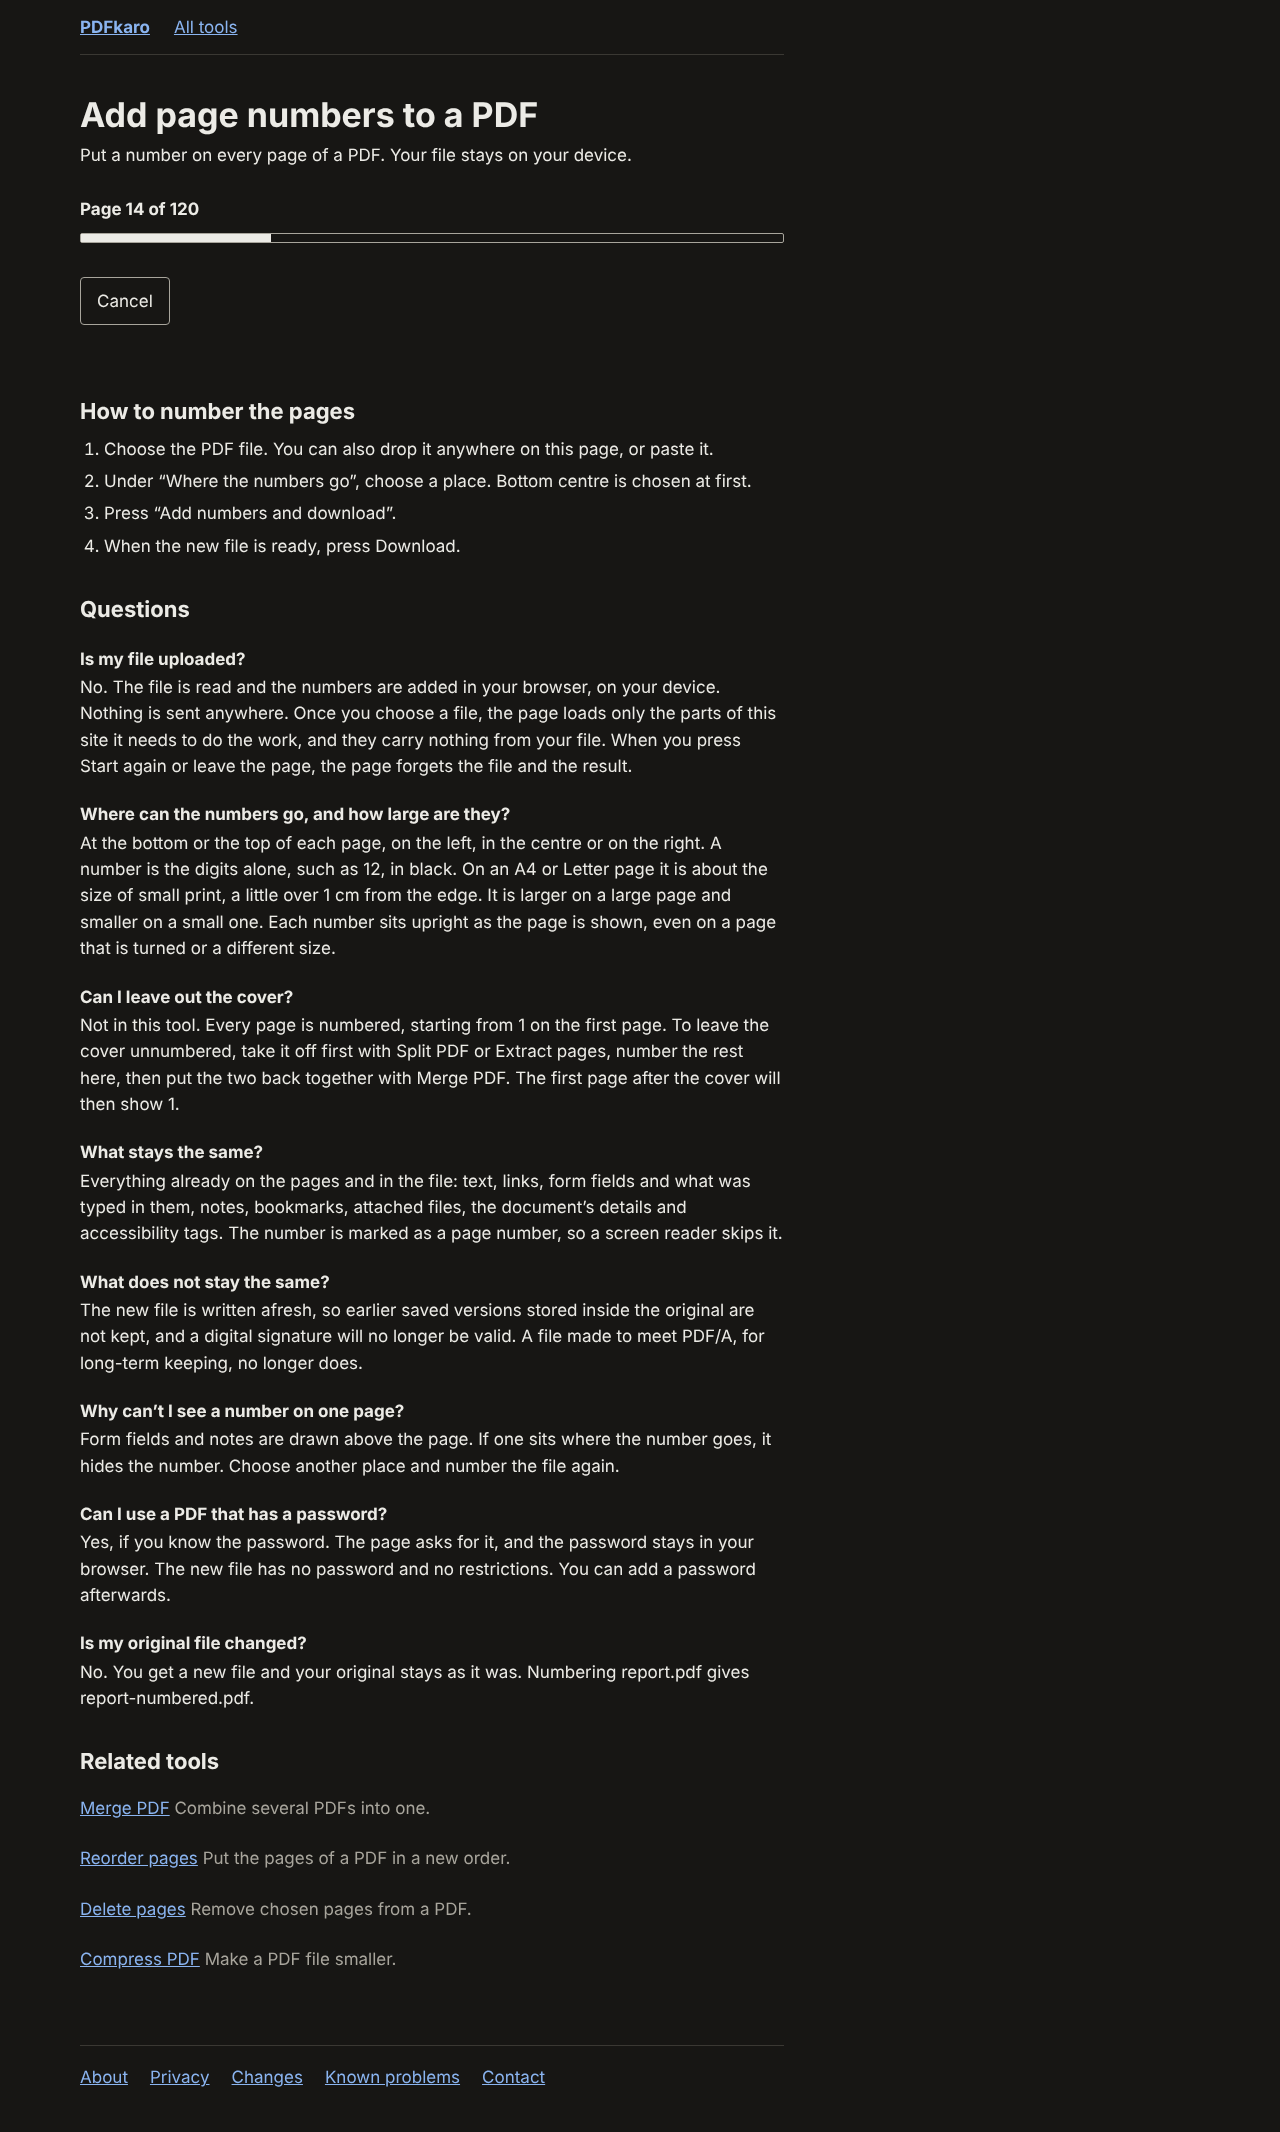 PDFkaro All tools
Add page numbers to a PDF
Put a number on every page of a PDF. Your file stays on your device.
Page 14 of 120
Cancel
How to number the pages
1. Choose the PDF file. You can also drop it anywhere on this page, or paste it.
2. Under “Where the numbers go”, choose a place. Bottom centre is chosen at first.
3. Press “Add numbers and download”.
4. When the new file is ready, press Download.
Questions
Is my file uploaded?
No. The file is read and the numbers are added in your browser, on your device.
Nothing is sent anywhere. Once you choose a file, the page loads only the parts of this
site it needs to do the work, and they carry nothing from your file. When you press
Start again or leave the page, the page forgets the file and the result.
Where can the numbers go, and how large are they?
At the bottom or the top of each page, on the left, in the centre or on the right. A
number is the digits alone, such as 12, in black. On an A4 or Letter page it is about the
size of small print, a little over 1 cm from the edge. It is larger on a large page and
smaller on a small one. Each number sits upright as the page is shown, even on a page
that is turned or a different size.
Can I leave out the cover?
Not in this tool. Every page is numbered, starting from 1 on the first page. To leave the
cover unnumbered, take it off first with Split PDF or Extract pages, number the rest
here, then put the two back together with Merge PDF. The first page after the cover will
then show 1.
What stays the same?
Everything already on the pages and in the file: text, links, form fields and what was
typed in them, notes, bookmarks, attached files, the document’s details and
accessibility tags. The number is marked as a page number, so a screen reader skips it.
What does not stay the same?
The new file is written afresh, so earlier saved versions stored inside the original are
not kept, and a digital signature will no longer be valid. A file made to meet PDF/A, for
long-term keeping, no longer does.
Why can’t I see a number on one page?
Form fields and notes are drawn above the page. If one sits where the number goes, it
hides the number. Choose another place and number the file again.
Can I use a PDF that has a password?
Yes, if you know the password. The page asks for it, and the password stays in your
browser. The new file has no password and no restrictions. You can add a password
afterwards.
Is my original file changed?
No. You get a new file and your original stays as it was. Numbering report.pdf gives
report-numbered.pdf.
Related tools
Merge PDF Combine several PDFs into one.
Reorder pages Put the pages of a PDF in a new order.
Delete pages Remove chosen pages from a PDF.
Compress PDF Make a PDF file smaller.
About Privacy Changes Known problems Contact